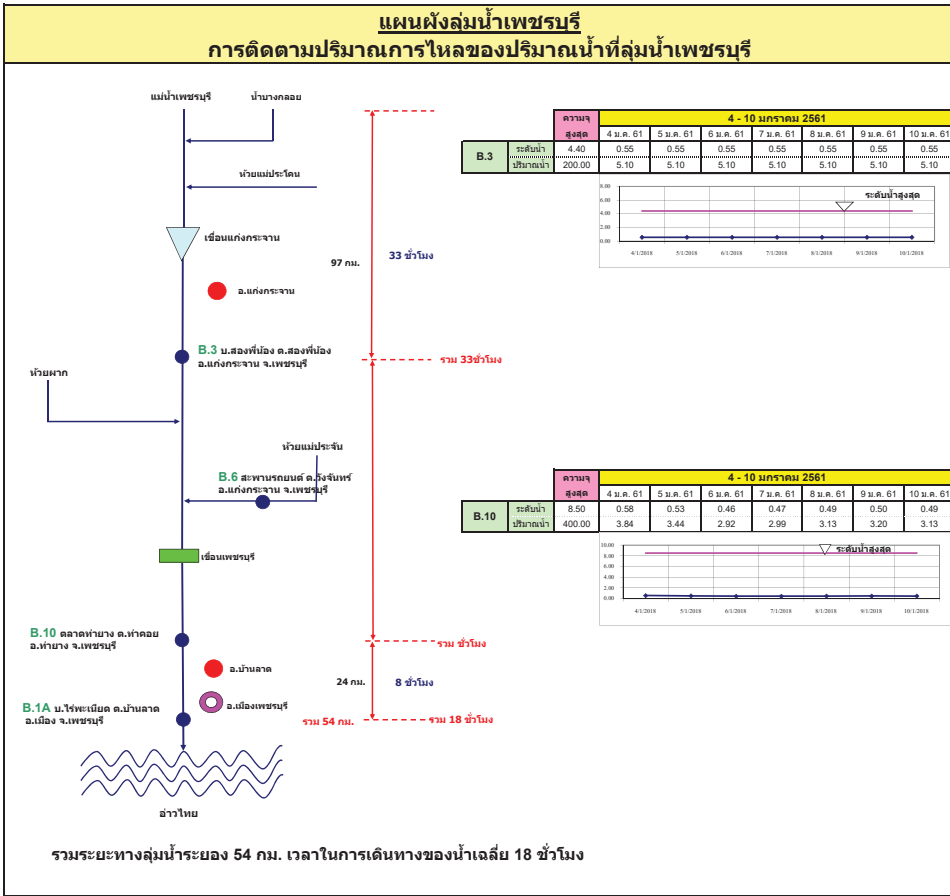 แผนผังลุ่มน้ำเพชรบุรี
การติดตามปริมาณการไหลของปริมาณน้ำที่ลุ่มน้ำเพชรบุรี
แม่น้ำเพชรบุรี
น้ำบางกลอย
ห้วยแม่ประโดน
เขื่อนแก่งกระจาน
97 กม.
33 ชั่วโมง
อ.แก่งกระจาน
B.3 บ.สองพี่น้อง ต.สองพี่น้อง
อ.แก่งกระจาน จ.เพชรบุรี
รวม 33ชั่วโมง
ห้วยผาก
ห้วยแม่ประจัน
B.6 สะพานรถยนต์ ต.วังจันทร์
อ.แก่งกระจาน จ.เพชรบุรี
เขื่อนเพชรบุรี
B.10 ตลาดท่ายาง ต.ท่าคอย
อ.ท่ายาง จ.เพชรบุรี
รวม ชั่วโมง
อ.บ้านลาด
24 กม.
8 ชั่วโมง
อ.เมืองเพชรบุรี
B.1A บ.ไร่พะเนียด ต.บ้านลาด
อ.เมือง จ.เพชรบุรี
รวม 54 กม.
รวม 18 ชั่วโมง
อ่าวไทย
ความจุ 4 - 10 มกราคม 2561
สูงสุด 4 ม.ค. 61 5 ม.ค. 61 6 ม.ค. 61 7 ม.ค. 61 8 ม.ค. 61 9 ม.ค. 61 10 ม.ค. 61
B.3 ระดับน้ำ 4.40 0.55 0.55 0.55 0.55 0.55 0.55 0.55
ปริมาณน้ำ 200.00 5.10 5.10 5.10 5.10 5.10 5.10 5.10
ระดับน้ำสูงสุด
8.00
6.00
4.00
2.00
0.00
4/1/2018 5/1/2018 6/1/2018 7/1/2018 8/1/2018 9/1/2018 10/1/2018
ความจุ 4 - 10 มกราคม 2561
สูงสุด 4 ม.ค. 61 5 ม.ค. 61 6 ม.ค. 61 7 ม.ค. 61 8 ม.ค. 61 9 ม.ค. 61 10 ม.ค. 61
B.10 ระดับน้ำ 8.50 0.58 0.53 0.46 0.47 0.49 0.50 0.49
ปริมาณน้ำ 400.00 3.84 3.44 2.92 2.99 3.13 3.20 3.13
ระดับน้ำสูงสุด
10.00
8.00
6.00
4.00
2.00
0.00
4/1/2018 5/1/2018 6/1/2018 7/1/2018 8/1/2018 9/1/2018 10/1/2018
รวมระยะทางลุ่มน้ำระยอง 54 กม. เวลาในการเดินทางของน้ำเฉลี่ย 18 ชั่วโมง